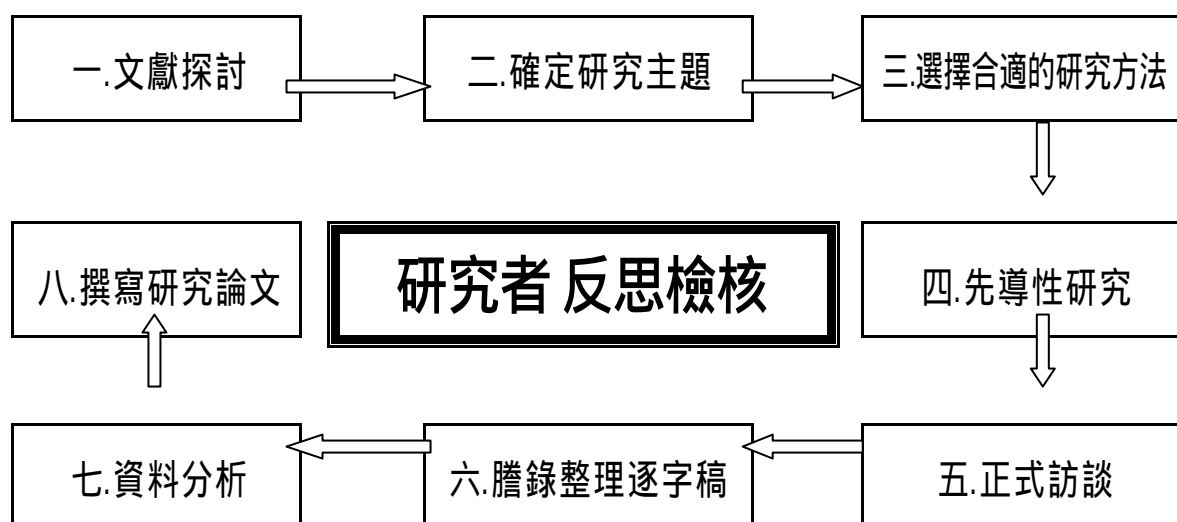 一.文獻探討
二.確定研究主題
三.選擇合適的研究方法
八.撰寫研究論文
研究者 反思檢核
四.先導性研究
七.資料分析
六.謄錄整理逐字稿
五.正式訪談